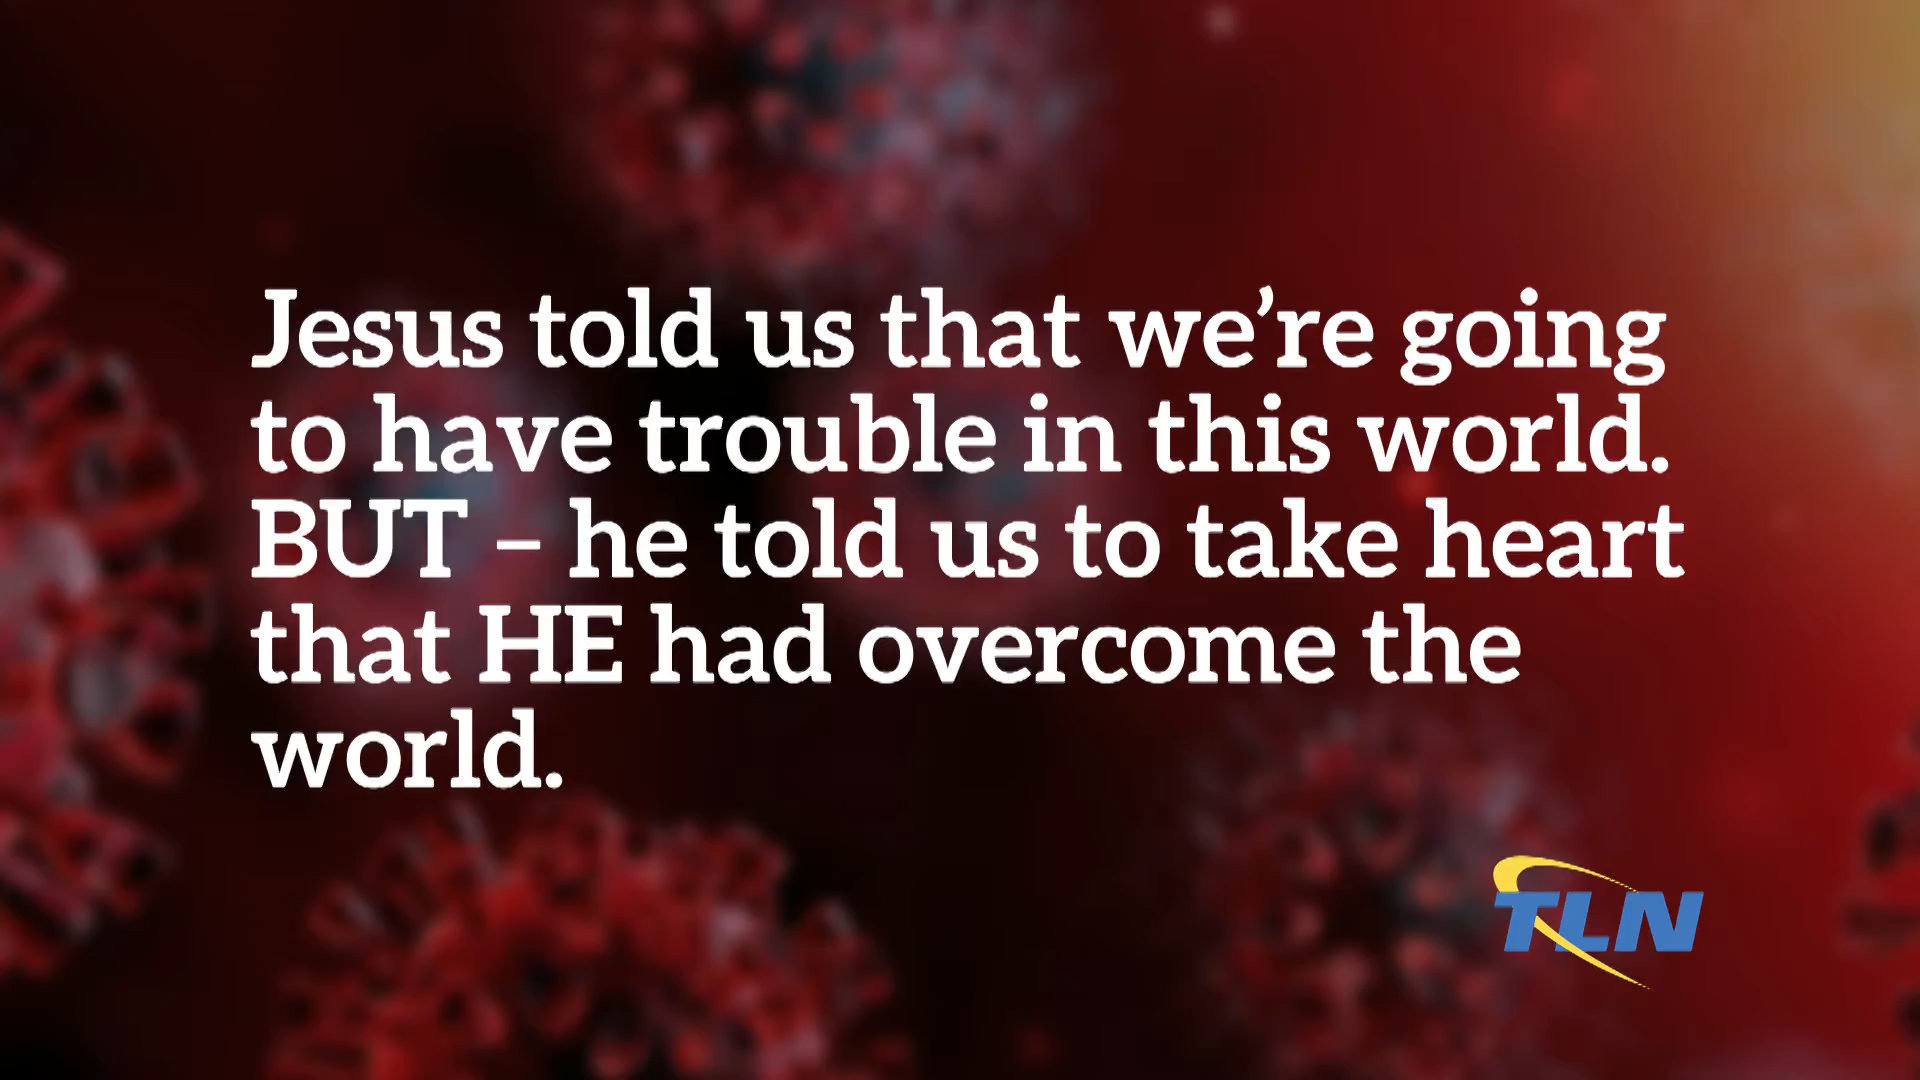 Jesus told us that we’re going
to have trouble in this world.
BUT – he told us to take heart
that HE had overcome the
world.
TLN